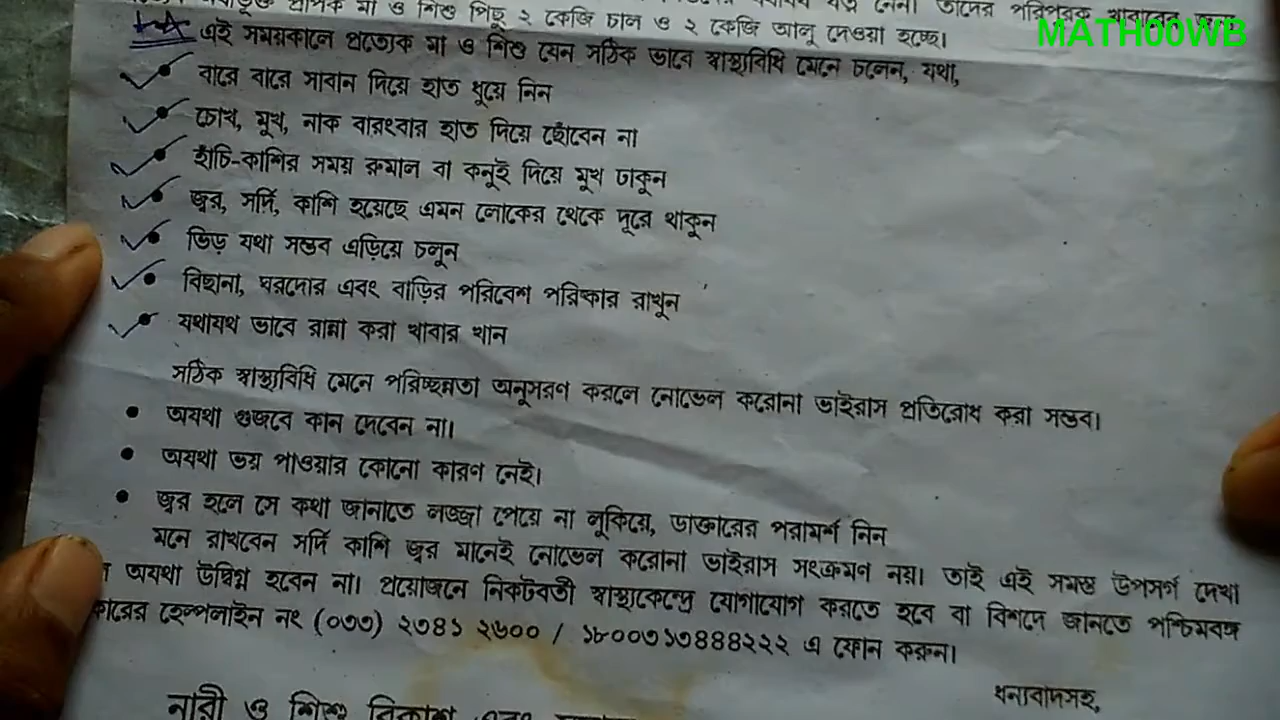 মা ও শিশু পিছু ২ কেজি চাল ও ২ কেজি আলু দেওয়া হচ্ছে।
MATH00WB
এই সময়কালে প্রত্যেক মা ও শিশু যেন সঠিক ভাবে স্বাস্থ্যবিধি মেনে চলেন, যথা,
বারে বারে সাবান দিয়ে হাত ধুয়ে নিন
চোখ, মুখ, নাক বারংবার হাত দিয়ে ছোঁবেন না
হাঁচি-কাশির সময় রুমাল বা কনুই দিয়ে মুখ ঢাকুন
জ্বর, সর্দি, কাশি হয়েছে এমন লোকের থেকে দূরে থাকুন
ভিড় যথা সম্ভব এড়িয়ে চলুন
বিছানা, ঘরদোর এবং বাড়ির পরিবেশ পরিষ্কার রাখুন
যথাযথ ভাবে রান্না করা খাবার খান
সঠিক স্বাস্থ্যবিধি মেনে পরিচ্ছন্নতা অনুসরণ করলে নোভেল করোনা ভাইরাস প্রতিরোধ করা সম্ভব।
অযথা গুজবে কান দেবেন না।
অযথা ভয় পাওয়ার কোনো কারণ নেই।
জ্বর হলে সে কথা জানাতে লজ্জা পেয়ে না লুকিয়ে, ডাক্তারের পরামর্শ নিন
মনে রাখবেন সর্দি কাশি জ্বর মানেই নোভেল করোনা ভাইরাস সংক্রমণ নয়। তাই এই সমস্ত উপসর্গ দেখা
অযথা উদ্বিগ্ন হবেন না। প্রয়োজনে নিকটবর্তী স্বাস্থ্যকেন্দ্রে যোগাযোগ করতে হবে বা বিশদে জানতে পশ্চিমবঙ্গ
কারের হেল্পলাইন নং (০৩৩) ২৩৪১ ২৬০০ / ১৮০০৩১৩৪৪৪২২২ এ ফোন করুন।
ধন্যবাদসহ,
নারী ও শিশু বিকাশ এবং